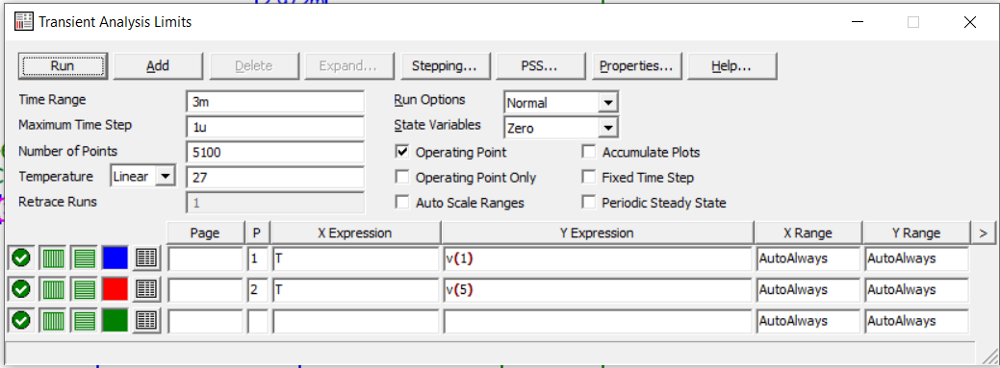 Transient Analysis Limits
Run Add Delete Expand... Stepping... PSS... Properties... Help...
Time Range 3m Run Options Normal
Maximum Time Step 1u State Variables Zero
Number of Points 5100 Operating Point Accumulate Plots
Temperature Linear 27 Operating Point Only Fixed Time Step
Retrace Runs 1 Auto Scale Ranges Periodic Steady State
Page P X Expression Y Expression X Range Y Range >
1 T v(1) AutoAlways AutoAlways
2 T v(5) AutoAlways AutoAlways
AutoAlways AutoAlways